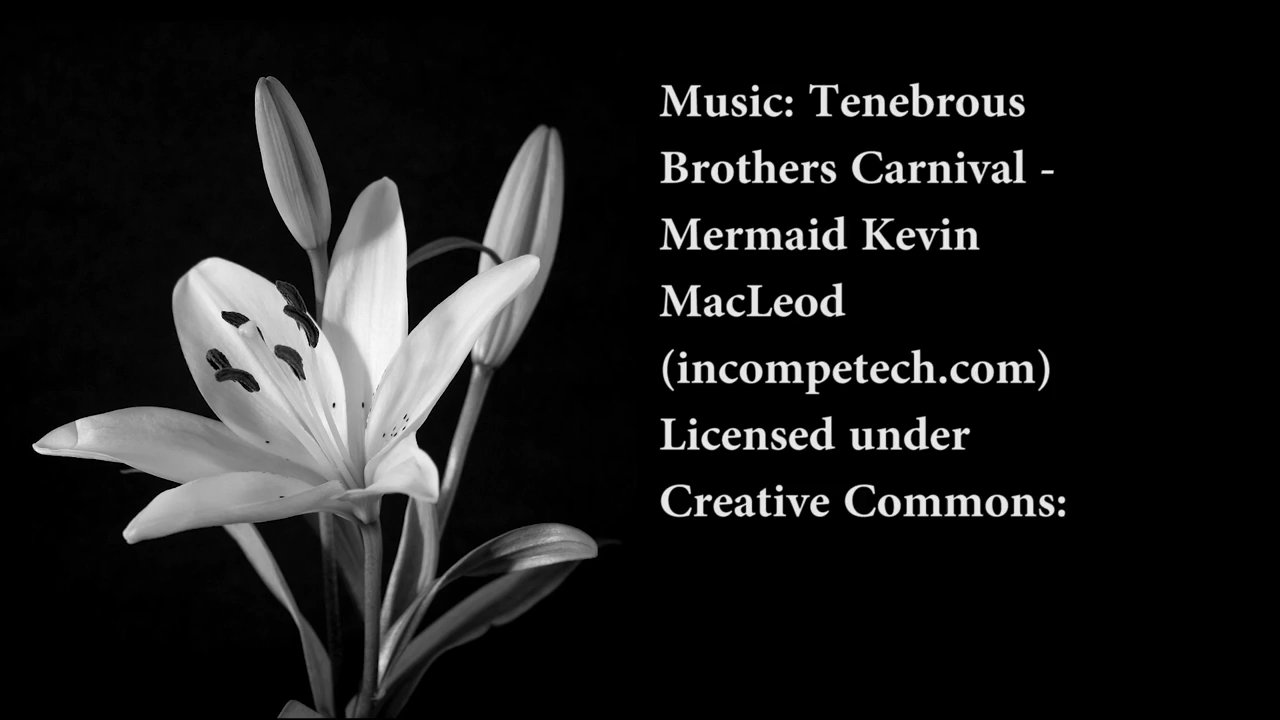 Music: Tenebrous
Brothers Carnival -
Mermaid Kevin
MacLeod
(incompetech.com)
Licensed under
Creative Commons: